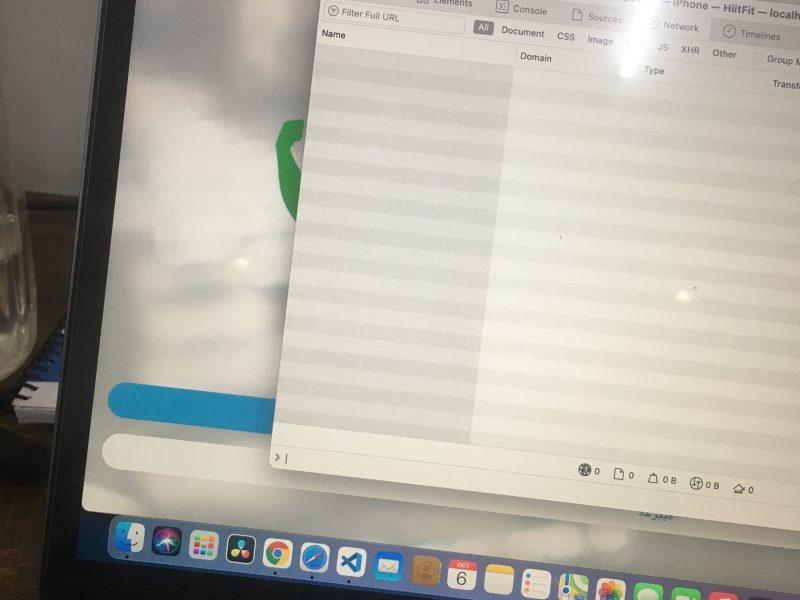 — iPhone — HiitFit — localh
Elements Console Sources Network Timelines
Filter Full URL All Document CSS Image JS XHR Other Group M
Name Domain Type Transfe
0 0 0 B 0 B 0
OCT
6